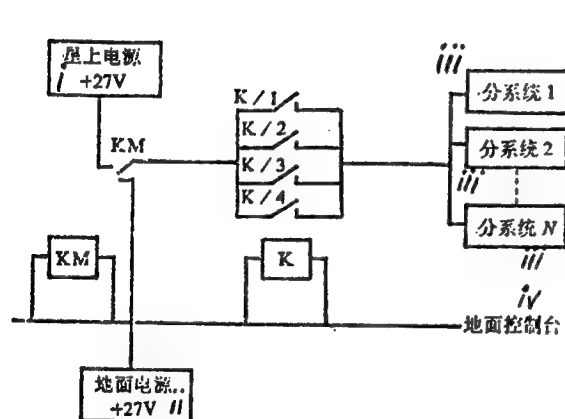 星上电源
i +27V
iii
分系统 1
K/1
K/2
K/3
K/4
KM
分系统 2
iii
分系统 N
iii
KM
K
iv
地面控制台
地面电源..
+27V ii